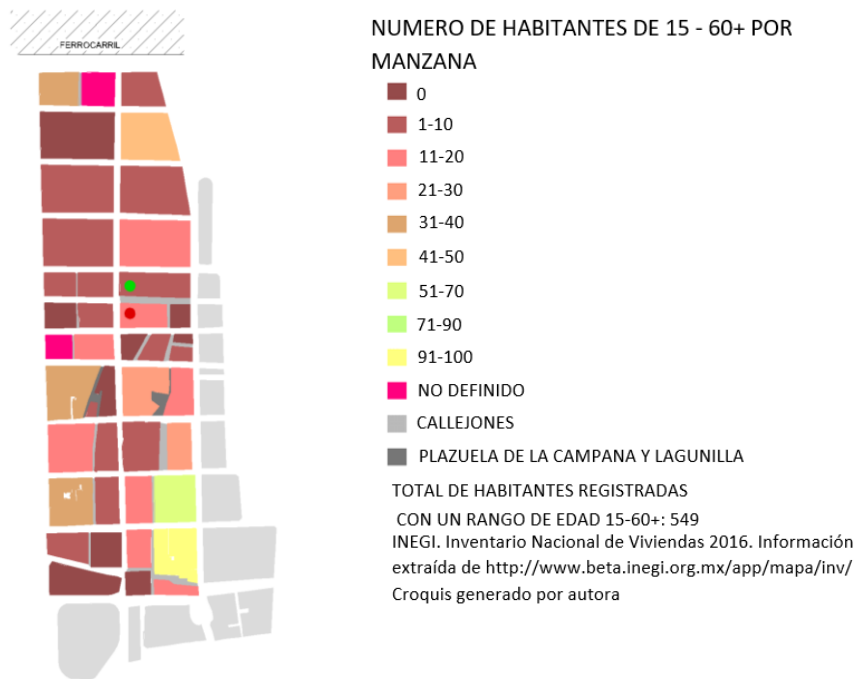 FERROCARRIL
NUMERO DE HABITANTES DE 15 - 60+ POR
MANZANA
0
1-10
11-20
21-30
31-40
41-50
51-70
71-90
91-100
NO DEFINIDO
CALLEJONES
PLAZUELA DE LA CAMPANA Y LAGUNILLA
TOTAL DE HABITANTES REGISTRADAS
CON UN RANGO DE EDAD 15-60+: 549
INEGI. Inventario Nacional de Viviendas 2016. Información
extraída de http://www.beta.inegi.org.mx/app/mapa/inv/
Croquis generado por autora